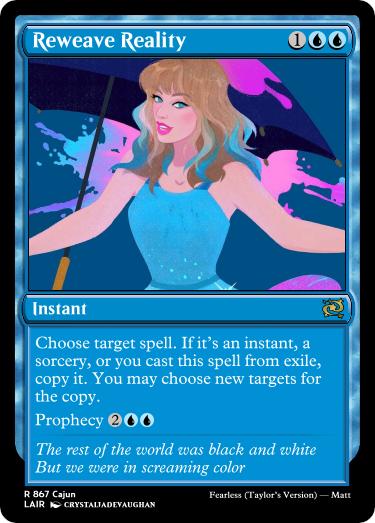 Reweave Reality 1
Instant
Choose target spell. If it's an instant, a
sorcery, or you cast this spell from exile,
copy it. You may choose new targets for
the copy.
Prophecy 2
The rest of the world was black and white
But we were in screaming color
R 867 Cajun
LAIR CRYSTALJADEVAUGHAN
Fearless (Taylor's Version) — Matt